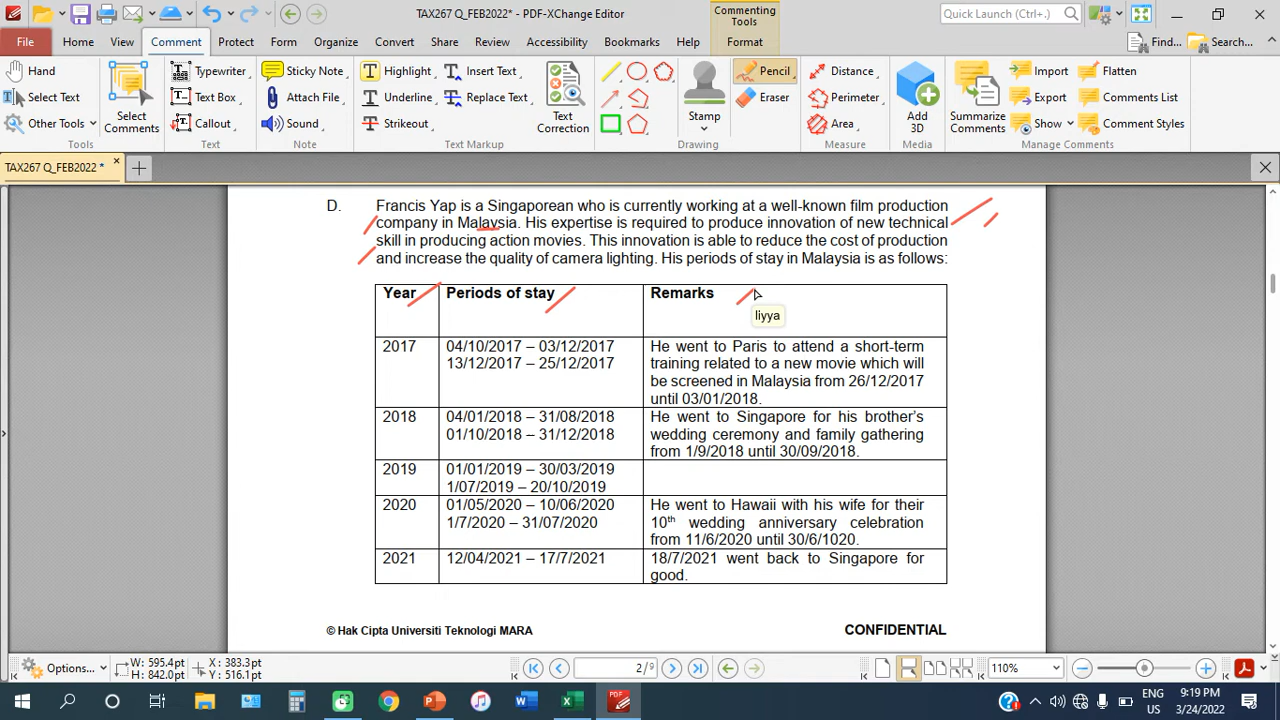 TAX267 Q_FEB2022* - PDF-XChange Editor
Commenting Tools
Quick Launch (Ctrl+.)
File
Home
View
Comment
Protect
Form
Organize
Convert
Share
Review
Accessibility
Bookmarks
Help
Format
Find...
Search...
Hand
Select Text
Other Tools
Select Comments
Tools
Typewriter
Text Box
Callout
Text
Sticky Note
Attach File
Sound
Highlight
Underline
Strikeout
Insert Text
Replace Text
Text Correction
Text Markup
Stamp
Pencil
Eraser
Drawing
Distance
Perimeter
Area
Measure
Add 3D
Media
Summarize Comments
Import
Export
Show
Flatten
Comments List
Comment Styles
Manage Comments
TAX267 Q_FEB2022 *
D. Francis Yap is a Singaporean who is currently working at a well-known film production
company in Malaysia. His expertise is required to produce innovation of new technical
skill in producing action movies. This innovation is able to reduce the cost of production
and increase the quality of camera lighting. His periods of stay in Malaysia is as follows:
Year Periods of stay Remarks
liyya
2017 04/10/2017 – 03/12/2017 He went to Paris to attend a short-term
13/12/2017 – 25/12/2017 training related to a new movie which will
be screened in Malaysia from 26/12/2017
until 03/01/2018.
2018 04/01/2018 – 31/08/2018 He went to Singapore for his brother's
01/10/2018 – 31/12/2018 wedding ceremony and family gathering
from 1/9/2018 until 30/09/2018.
2019 01/01/2019 – 30/03/2019
1/07/2019 – 20/10/2019
2020 01/05/2020 – 10/06/2020 He went to Hawaii with his wife for their
1/7/2020 – 31/07/2020 10th wedding anniversary celebration
from 11/6/2020 until 30/6/1020.
2021 12/04/2021 – 17/7/2021 18/7/2021 went back to Singapore for
good.
© Hak Cipta Universiti Teknologi MARA CONFIDENTIAL
Options...
W: 595.4pt
H: 842.0pt
X: 383.3pt
Y: 516.1pt
2/9
110%
ENG
US
9:19 PM
3/24/2022